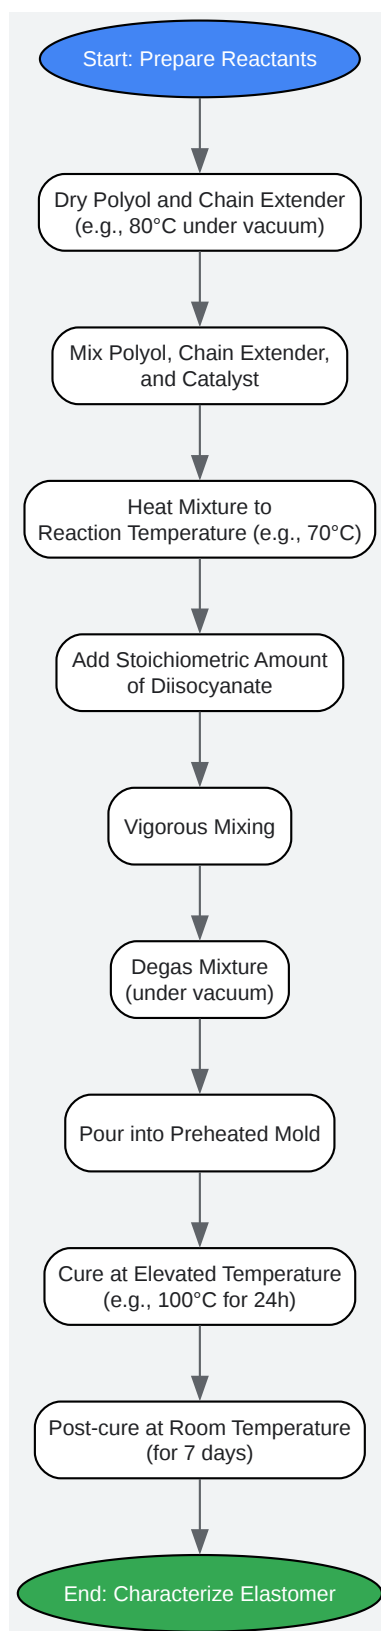 Start: Prepare Reactants
Dry Polyol and Chain Extender
(e.g., 80°C under vacuum)
Mix Polyol, Chain Extender,
and Catalyst
Heat Mixture to
Reaction Temperature (e.g., 70°C)
Add Stoichiometric Amount
of Diisocyanate
Vigorous Mixing
Degas Mixture
(under vacuum)
Pour into Preheated Mold
Cure at Elevated Temperature
(e.g., 100°C for 24h)
Post-cure at Room Temperature
(for 7 days)
End: Characterize Elastomer